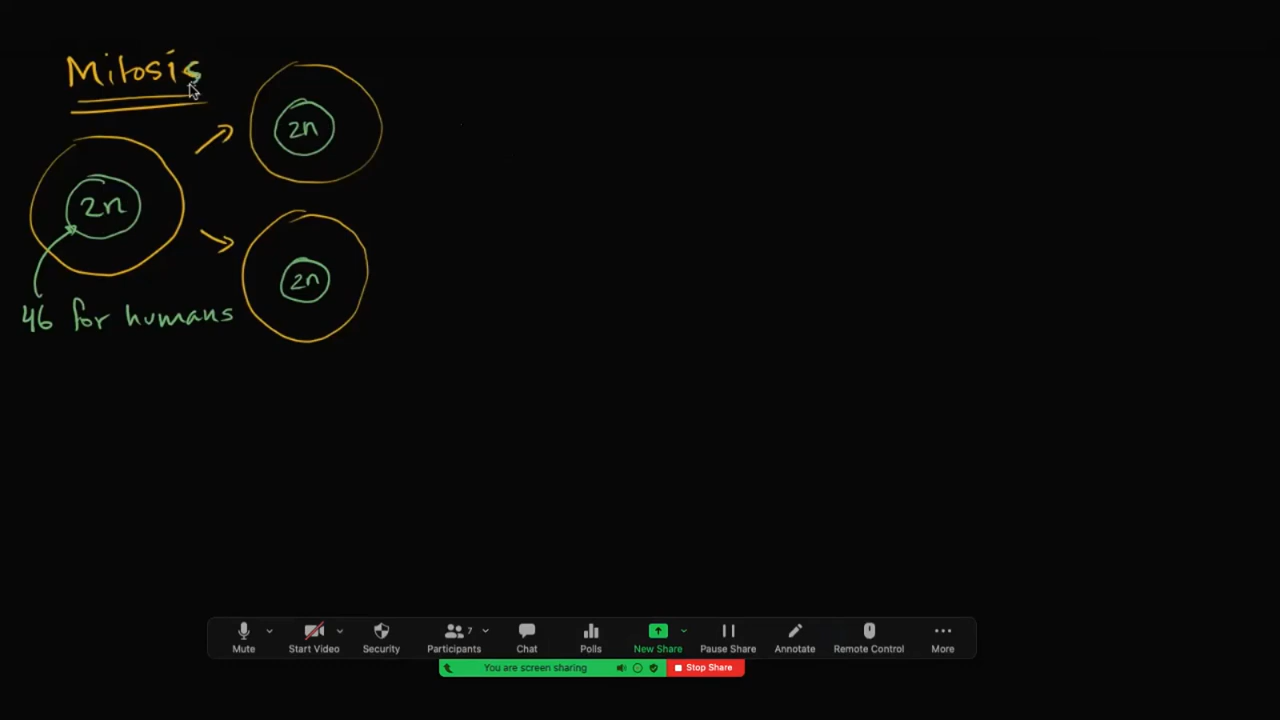 Mitosis
2n
2n
2n
46 for humans
7
Mute
Start Video
Security
Participants
Chat
Polls
New Share
Pause Share
Annotate
Remote Control
More
You are screen sharing
Stop Share